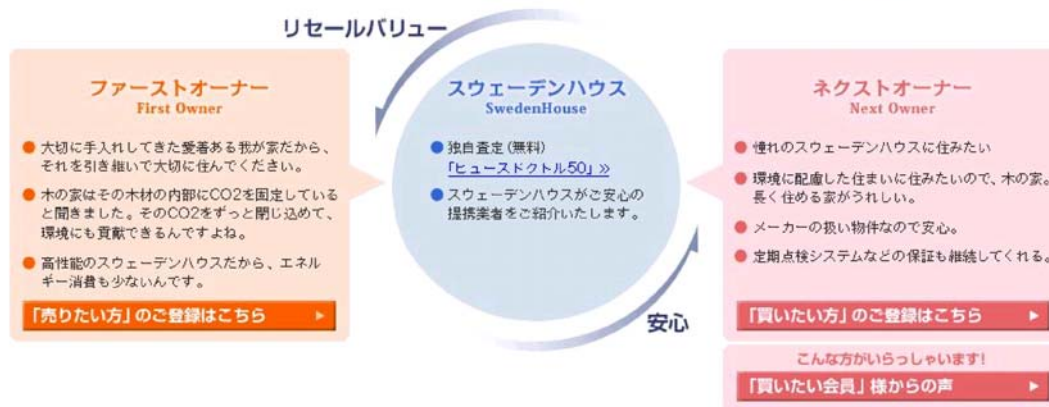 リセールバリュー
ファーストオーナー
First Owner
● 大切に手入れしてきた愛着ある我が家だから、
それを引き継いで大切に住んでください。
● 木の家はその木材の内部にCO2を固定している
と聞きました。そのCO2をずっと閉じ込めて、
環境にも貢献できるんですよね。
● 高性能のスウェーデンハウスだから、エネル
ギー消費も少ないんです。
「売りたい方」のご登録はこちら
スウェーデンハウス
SwedenHouse
● 独自査定(無料)
「ヒュースドクトル50」»
● スウェーデンハウスがご安心の
提携業者をご紹介いたします。
安心
ネクストオーナー
Next Owner
● 憧れのスウェーデンハウスに住みたい
● 環境に配慮した住まいに住みたいので、木の家。
長く住める家がうれしい。
● メーカーの扱い物件なので安心。
● 定期点検システムなどの保証も継続してくれる。
「買いたい方」のご登録はこちら
こんな方がいらっしゃいます!
「買いたい会員」様からの声